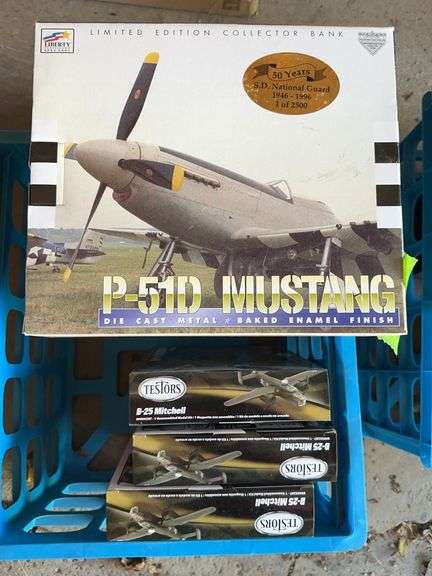 LIMITED EDITION COLLECTOR BANK
LIBERTY
50 Years
S.D. National Guard
1946 - 1996
1 of 2500
P-51D MUSTANG
DIE CAST METAL ★ BAKED ENAMEL FINISH
TESTORS
B-25 Mitchell
B-25 Mitchell
TESTORS
B-25 Mitchell
TESTORS